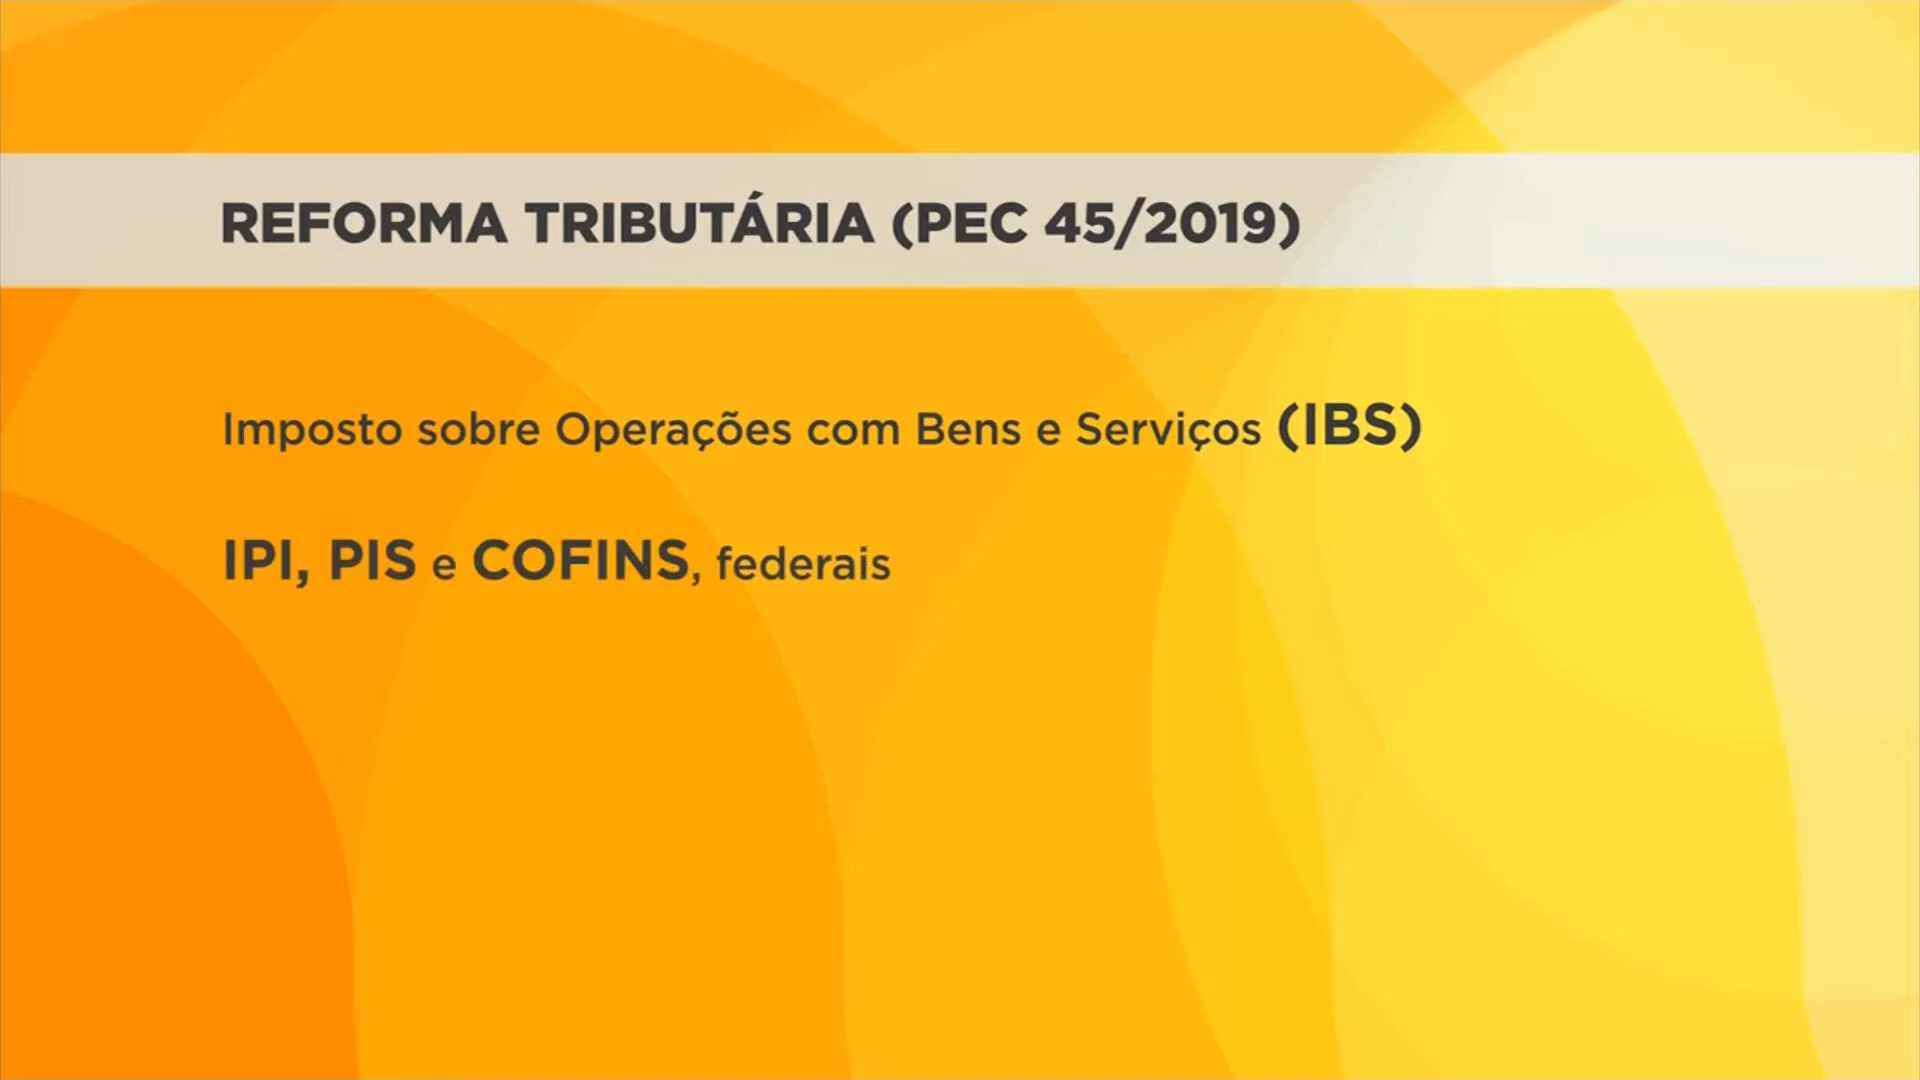 REFORMA TRIBUTÁRIA (PEC 45/2019)
Imposto sobre Operações com Bens e Serviços (IBS)
IPI, PIS e COFINS, federais